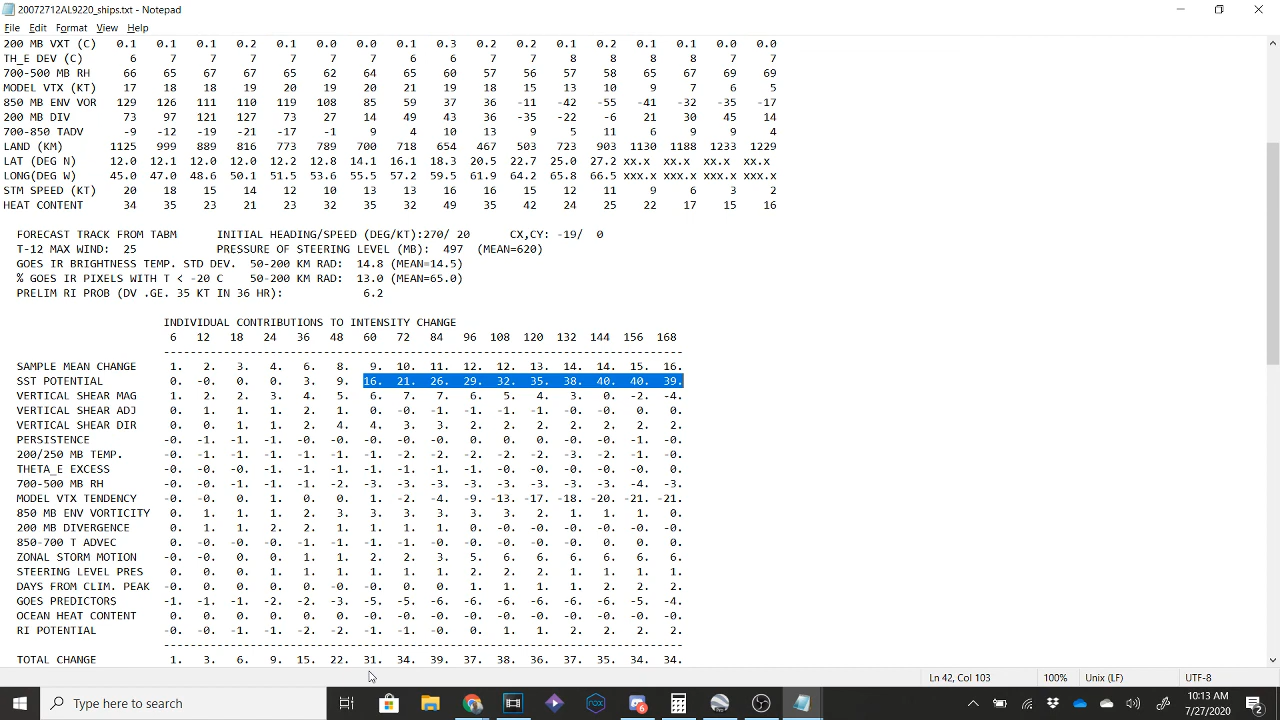 20072712AL9220_ships.txt - Notepad
File Edit Format View Help
200 MB VXT (C) 0.1 0.1 0.1 0.2 0.1 0.0 0.0 0.1 0.3 0.2 0.2 0.1 0.2 0.1 0.1 0.0 0.0
TH_E DEV (C) 6 7 7 7 7 7 7 6 6 7 7 8 8 8 8 7 7
700-500 MB RH 66 65 67 67 65 62 64 65 60 57 56 57 58 65 67 69 69
MODEL VTX (KT) 17 18 18 19 20 19 20 21 19 18 15 13 10 9 7 6 5
850 MB ENV VOR 129 126 111 110 119 108 85 59 37 36 -11 -42 -55 -41 -32 -35 -17
200 MB DIV 73 97 121 127 73 27 14 49 43 36 -35 -22 -6 21 30 45 14
700-850 TADV -9 -12 -19 -21 -17 -1 9 4 10 13 9 5 11 6 9 9 4
LAND (KM) 1125 999 889 816 773 789 700 718 654 467 503 723 903 1130 1188 1233 1229
LAT (DEG N) 12.0 12.1 12.0 12.0 12.2 12.8 14.1 16.1 18.3 20.5 22.7 25.0 27.2 xx.x xx.x xx.x xx.x
LONG(DEG W) 45.0 47.0 48.6 50.1 51.5 53.6 55.5 57.2 59.5 61.9 64.2 65.8 66.5 xxx.x xxx.x xxx.x xxx.x
STM SPEED (KT) 20 18 15 14 12 10 13 13 16 16 15 12 11 9 6 3 2
HEAT CONTENT 34 35 23 21 23 32 35 32 49 35 42 24 25 22 17 15 16
FORECAST TRACK FROM TABM INITIAL HEADING/SPEED (DEG/KT):270/ 20 CX,CY: -19/ 0
T-12 MAX WIND: 25 PRESSURE OF STEERING LEVEL (MB): 497 (MEAN=620)
GOES IR BRIGHTNESS TEMP. STD DEV. 50-200 KM RAD: 14.8 (MEAN=14.5)
% GOES IR PIXELS WITH T < -20 C 50-200 KM RAD: 13.0 (MEAN=65.0)
PRELIM RI PROB (DV .GE. 35 KT IN 36 HR): 6.2
INDIVIDUAL CONTRIBUTIONS TO INTENSITY CHANGE
6 12 18 24 36 48 60 72 84 96 108 120 132 144 156 168
----------------------------------------------------------------------------------
SAMPLE MEAN CHANGE 1. 2. 3. 4. 6. 8. 9. 10. 11. 12. 12. 13. 14. 14. 15. 16.
SST POTENTIAL 0. -0. 0. 0. 3. 9. 16. 21. 26. 29. 32. 35. 38. 40. 40. 39.
VERTICAL SHEAR MAG 1. 2. 2. 3. 4. 5. 6. 7. 7. 6. 5. 4. 3. 0. -2. -4.
VERTICAL SHEAR ADJ 0. 1. 1. 1. 2. 1. 0. -0. -1. -1. -1. -1. -0. -0. 0. 0.
VERTICAL SHEAR DIR 0. 0. 1. 1. 2. 4. 4. 3. 3. 2. 2. 2. 2. 2. 2. 2.
PERSISTENCE -0. -1. -1. -1. -0. -0. -0. -0. -0. 0. 0. 0. -0. -0. -1. 0.
200/250 MB TEMP. -0. -0. -0. -1. -1. -1. -1. -2. -2. -2. -2. -2. -3. -2. -1. -0.
THETA_E EXCESS -0. -0. -0. -1. -1. -1. -1. -1. -1. -1. -0. -0. -0. -0. -0. 0.
700-500 MB RH -0. -0. -1. -1. -1. -2. -3. -3. -3. -3. -3. -3. -3. -3. -4. -3.
MODEL VTX TENDENCY -0. -0. 0. 1. 0. 0. 1. -2. -4. -9. -13. -17. -18. -20. -21. -21.
850 MB ENV VORTICITY 0. 1. 1. 1. 2. 3. 3. 3. 3. 3. 3. 2. 1. 1. 1. 0.
200 MB DIVERGENCE 0. 1. 1. 2. 2. 1. 1. 1. 1. 0. -0. -0. -0. -0. -0. -0.
850-700 T ADVEC -0. -0. -0. -0. -1. -1. -1. -1. -0. -0. -0. -0. -0. -0. 0. 0.
ZONAL STORM MOTION -0. -0. 0. 0. 1. 1. 2. 2. 3. 5. 6. 6. 6. 6. 6. 6.
STEERING LEVEL PRES 0. 0. 0. 1. 1. 1. 1. 1. 1. 2. 2. 2. 1. 1. 1. 1.
DAYS FROM CLIM. PEAK -0. 0. 0. 0. 0. -0. -0. 0. 0. 1. 1. 1. 1. 2. 2. 2.
GOES PREDICTORS -1. -1. -1. -2. -2. -3. -5. -5. -6. -6. -6. -6. -6. -6. -5. -4.
OCEAN HEAT CONTENT 0. 0. 0. 0. 0. 0. -0. -0. -0. -0. -0. -0. -0. -0. -0. -0.
RI POTENTIAL -0. -0. -1. -1. -2. -2. -1. -1. -0. 0. 1. 1. 2. 2. 2. 2.
----------------------------------------------------------------------------------
TOTAL CHANGE 1. 3. 6. 9. 15. 22. 31. 34. 39. 37. 38. 36. 37. 35. 34. 34.
Ln 42, Col 103 100% Unix (LF) UTF-8
Type here to search
nox
6
Pro
10:13 AM
7/27/2020
2